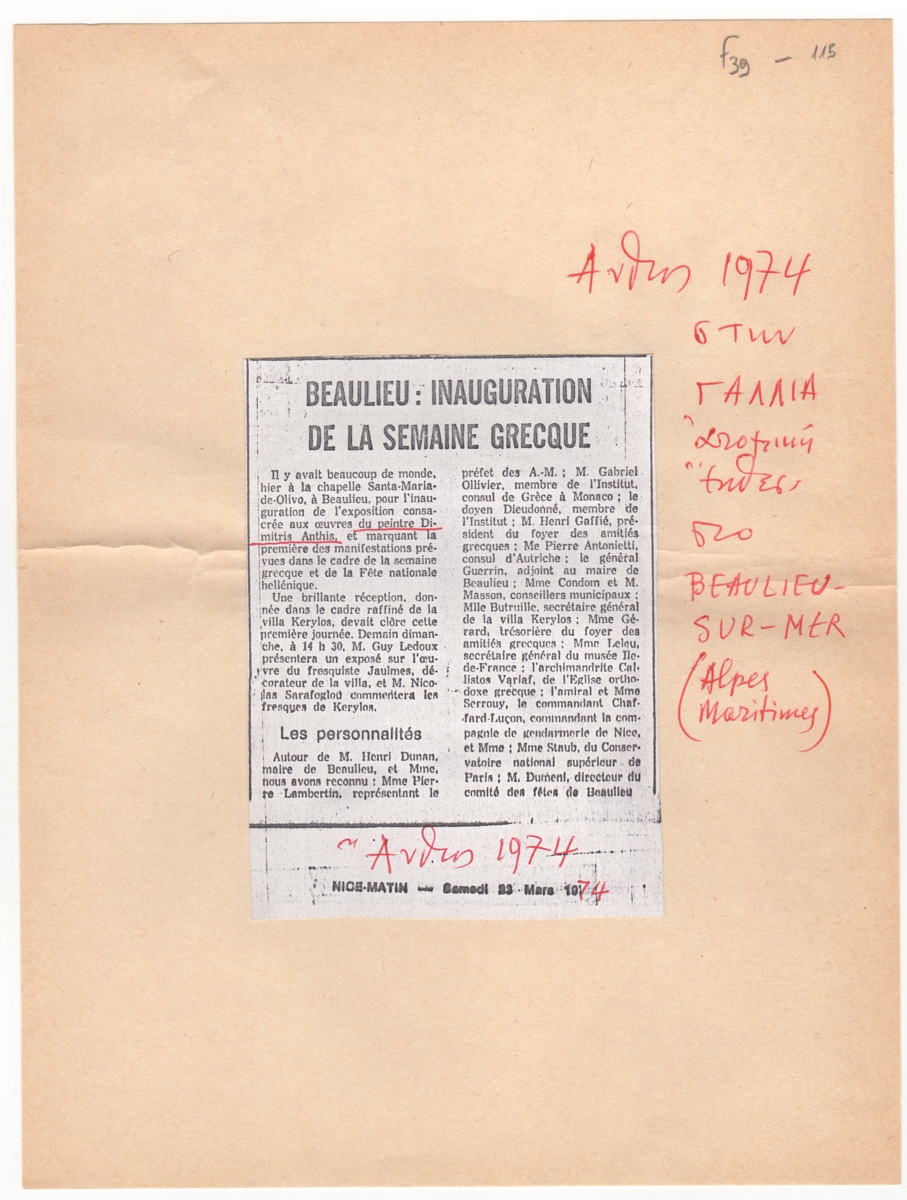 f39 - 115
Ανθης 1974
στην
ΓΑΛΛΙΑ
στο
BEAULIEU-
SUR-MER
(Alpes
Maritimes)
BEAULIEU : INAUGURATION
DE LA SEMAINE GRECQUE
Il y avait beaucoup de monde,
hier à la chapelle Santa-Maria-
de-Olivo, à Beaulieu, pour l'inau-
guration de l'exposition consa-
crée aux œuvres du peintre Di-
mitris Anthis, et marquant la
première des manifestations pré-
vues dans le cadre de la semaine
grecque et de la Fête nationale
hellénique.
Une brillante réception, don-
née dans le cadre raffiné de la
villa Kerylos, devait clôre cette
première journée. Demain diman-
che, à 14 h 30, M. Guy Ledoux
présentera un exposé sur l'œu-
vre du fresquiste Jaulmes, dé-
corateur de la villa, et M. Nico-
las Sarafoglou commentera les
fresques de Kerylos.
Les personnalités
Autour de M. Henri Dunan,
maire de Beaulieu, et Mme,
nous avons reconnu : Mme Pier-
re Lambertin, représentant le
préfet des A.-M. ; M. Gabriel
Ollivier, membre de l'Institut,
consul de Grèce à Monaco ; le
doyen Dieudonné, membre de
l'Institut ; M. Henri Gaffié, pré-
sident du foyer des amitiés
grecques ; Me Pierre Antonietti,
consul d'Autriche ; le général
Guerrin, adjoint au maire de
Beaulieu ; Mme Condom et M.
Masson, conseillers municipaux ;
Mlle Butruille, secrétaire général
de la villa Kerylos ; Mme Gé-
rard, trésorière du foyer des
amitiés grecques ; Mme Leleu,
secrétaire général du musée Ile-
de-France ; l'archimandrite Cal-
listos Varlaf, de l'Eglise ortho-
doxe grecque ; l'amiral et Mme
Serrouy, le commandant Chaf-
fard-Luçon, commandant la com-
pagnie de gendarmerie de Nice,
et Mme ; Mme Staub, du Conser-
vatoire national supérieur de
Paris ; M. Dument, directeur du
comité des fêtes de Beaulieu
Ανθης 1974
NICE-MATIN — Samedi 23 Mars 1974